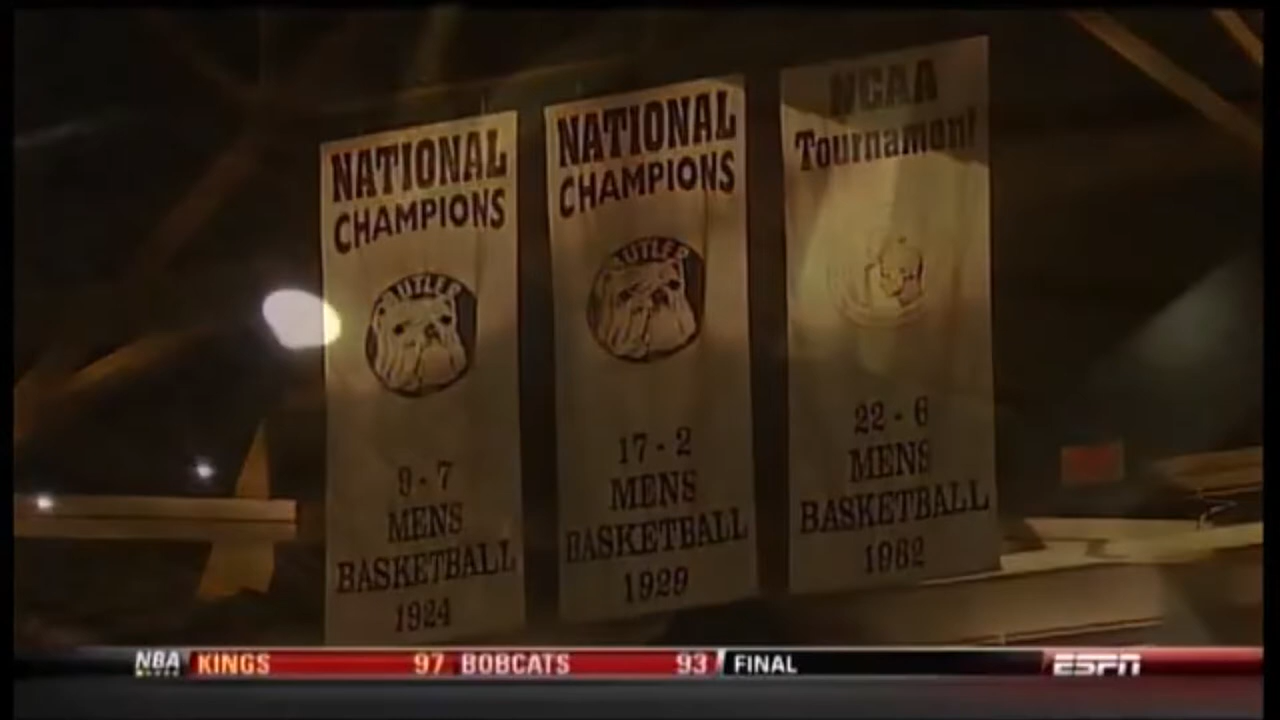 NATIONAL
CHAMPIONS
BUTLER
9 - 7
MENS
BASKETBALL
1924
NATIONAL
CHAMPIONS
BUTLER
17 - 2
MENS
BASKETBALL
1929
NCAA
Tournament
22 - 6
MENS
BASKETBALL
1962
NBA KINGS 97 BOBCATS 93 FINAL ESPN